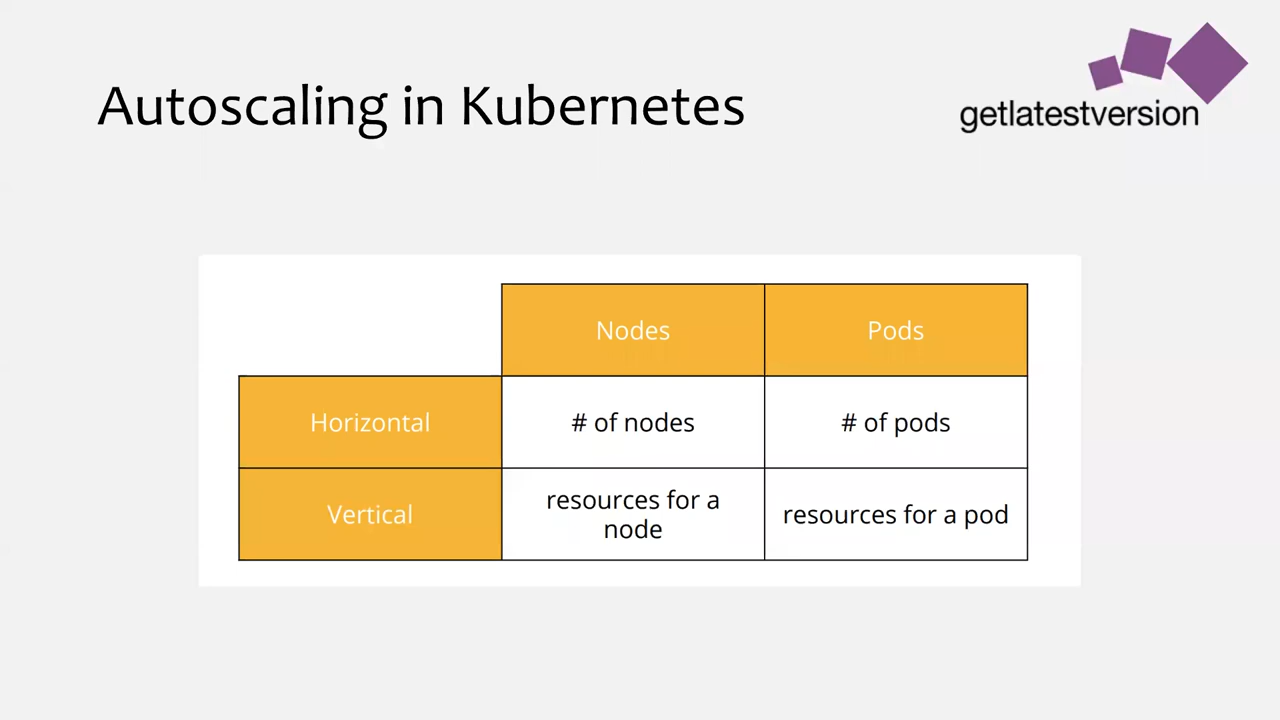 Autoscaling in Kubernetes
getlatestversion
Nodes
Pods
Horizontal
# of nodes
# of pods
Vertical
resources for a
node
resources for a pod